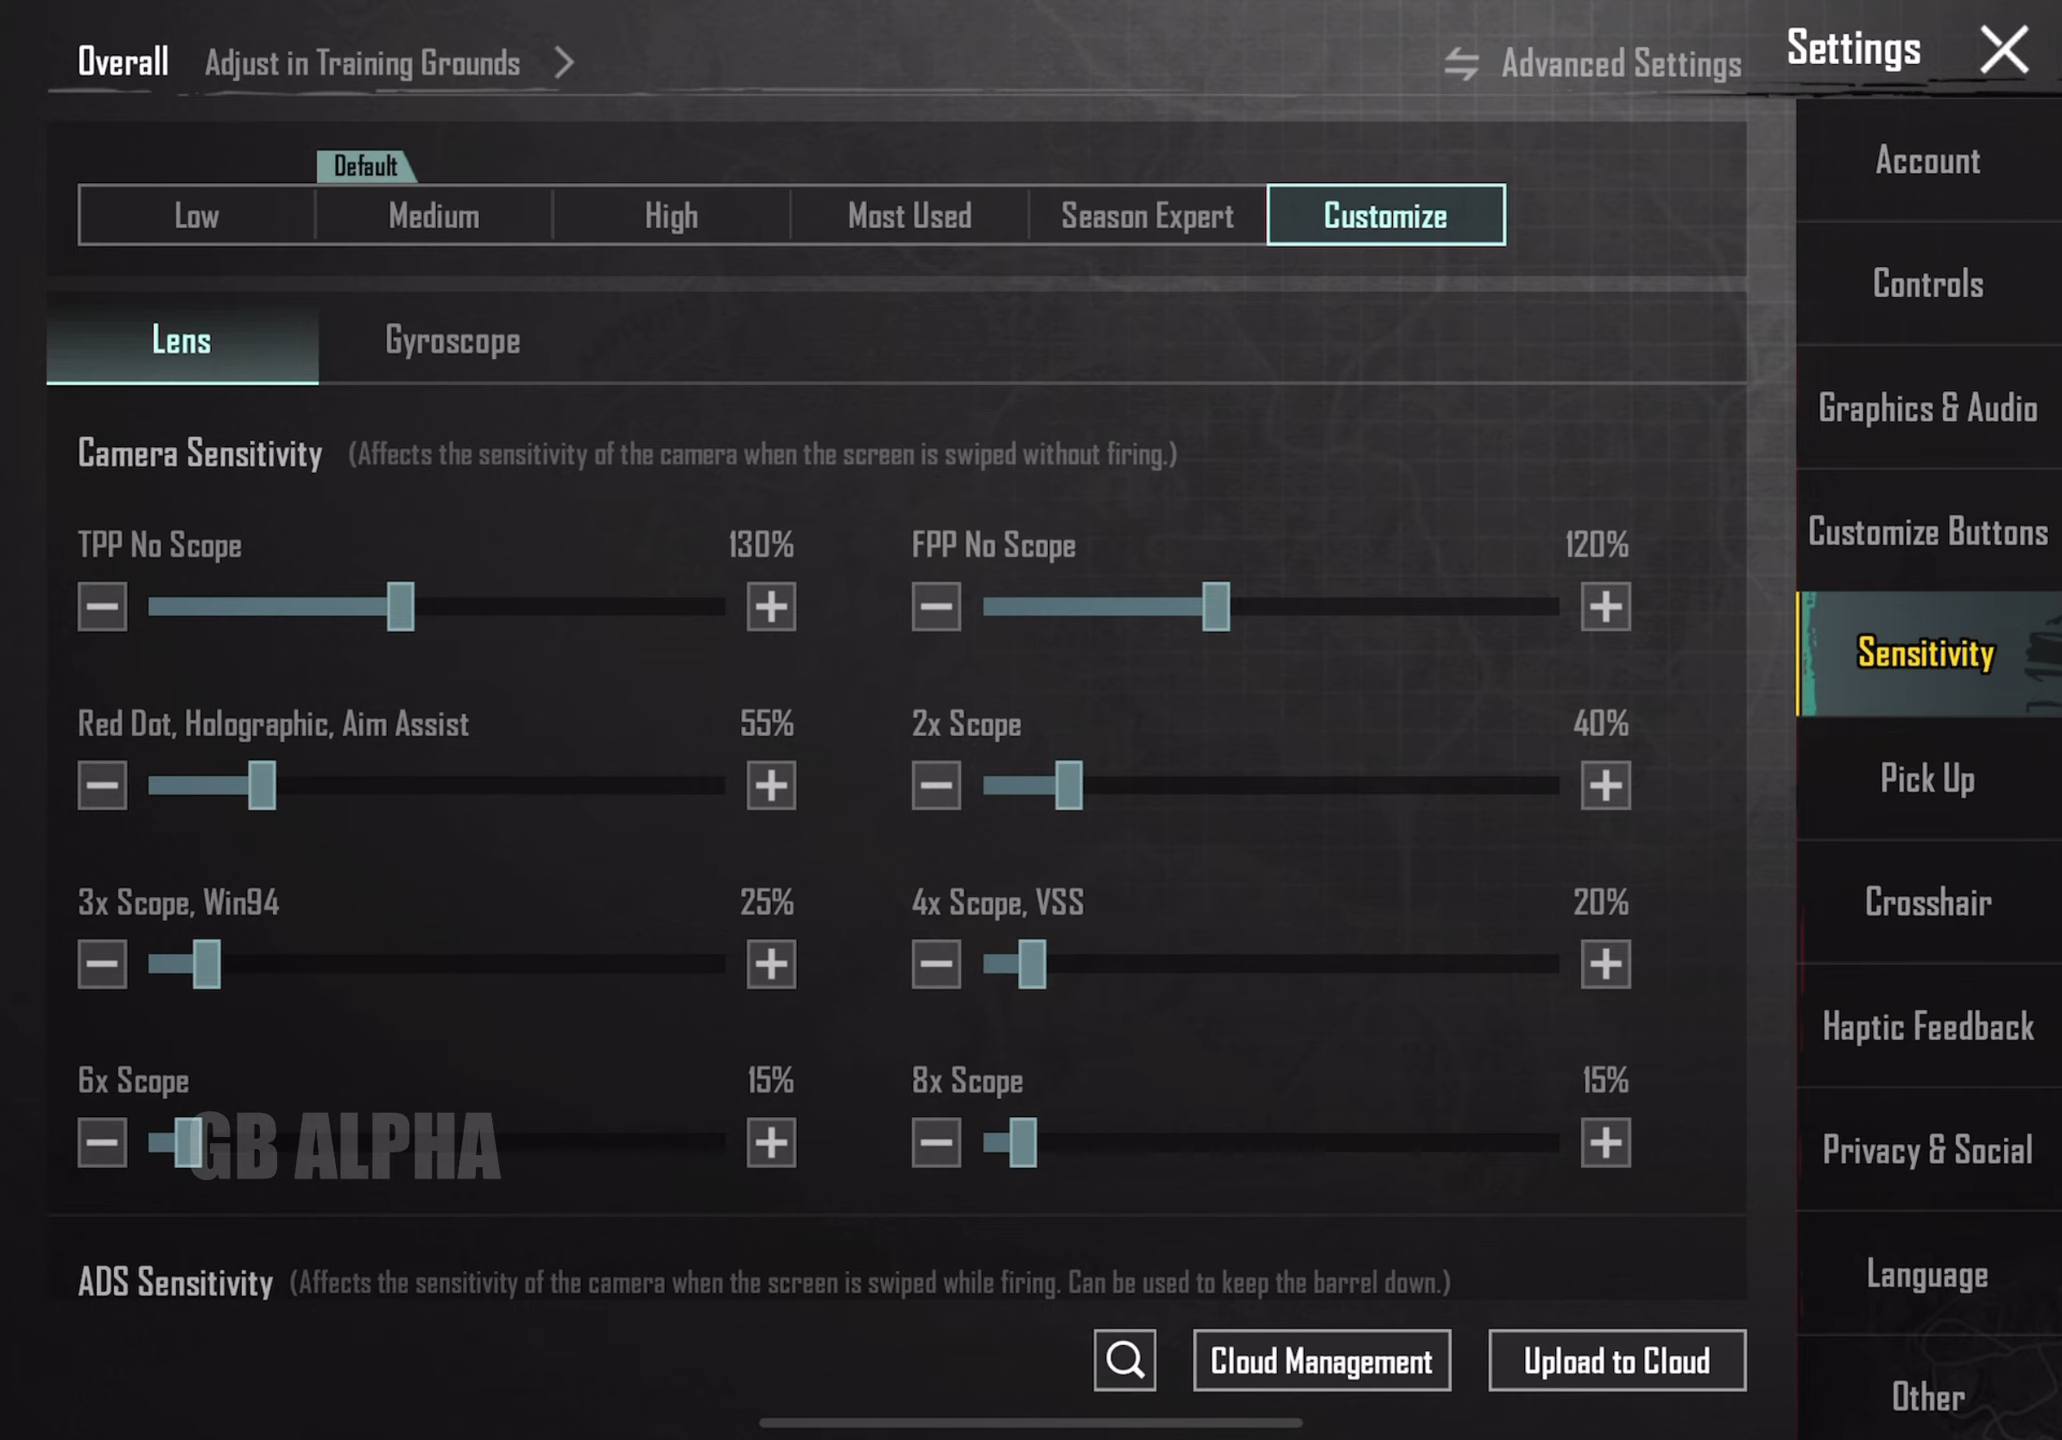 Overall Adjust in Training Grounds
Advanced Settings
Settings
Default
Low Medium High Most Used Season Expert Customize
Lens Gyroscope
Camera Sensitivity (Affects the sensitivity of the camera when the screen is swiped without firing.)
TPP No Scope 130%
FPP No Scope 120%
Red Dot, Holographic, Aim Assist 55%
2x Scope 40%
3x Scope, Win94 25%
4x Scope, VSS 20%
6x Scope 15%
8x Scope 15%
GB ALPHA
ADS Sensitivity (Affects the sensitivity of the camera when the screen is swiped while firing. Can be used to keep the barrel down.)
Cloud Management
Upload to Cloud
Account
Controls
Graphics & Audio
Customize Buttons
Sensitivity
Pick Up
Crosshair
Haptic Feedback
Privacy & Social
Language
Other